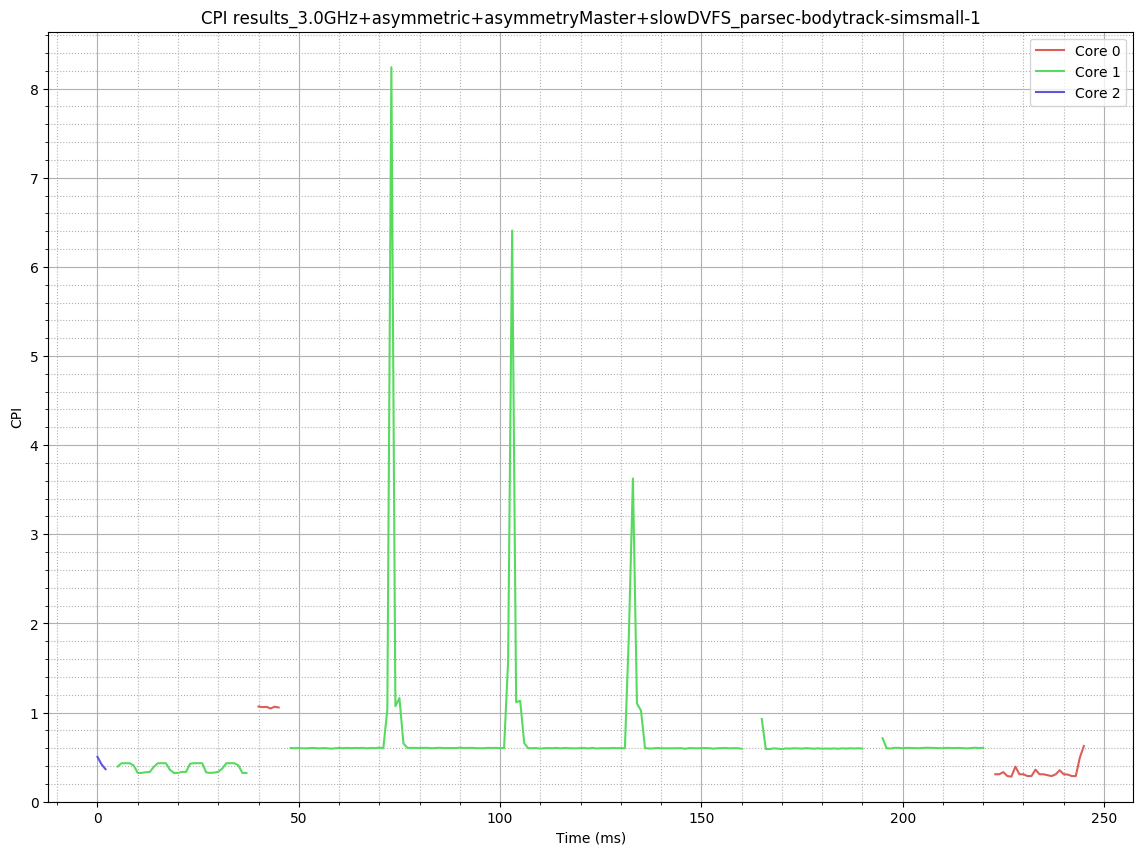 CPI results_3.0GHz+asymmetric+asymmetryMaster+slowDVFS_parsec-bodytrack-simsmall-1
Core 0
Core 1
Core 2
8
7
6
5
4
3
2
1
0
CPI
0
50
100
150
200
250
Time (ms)